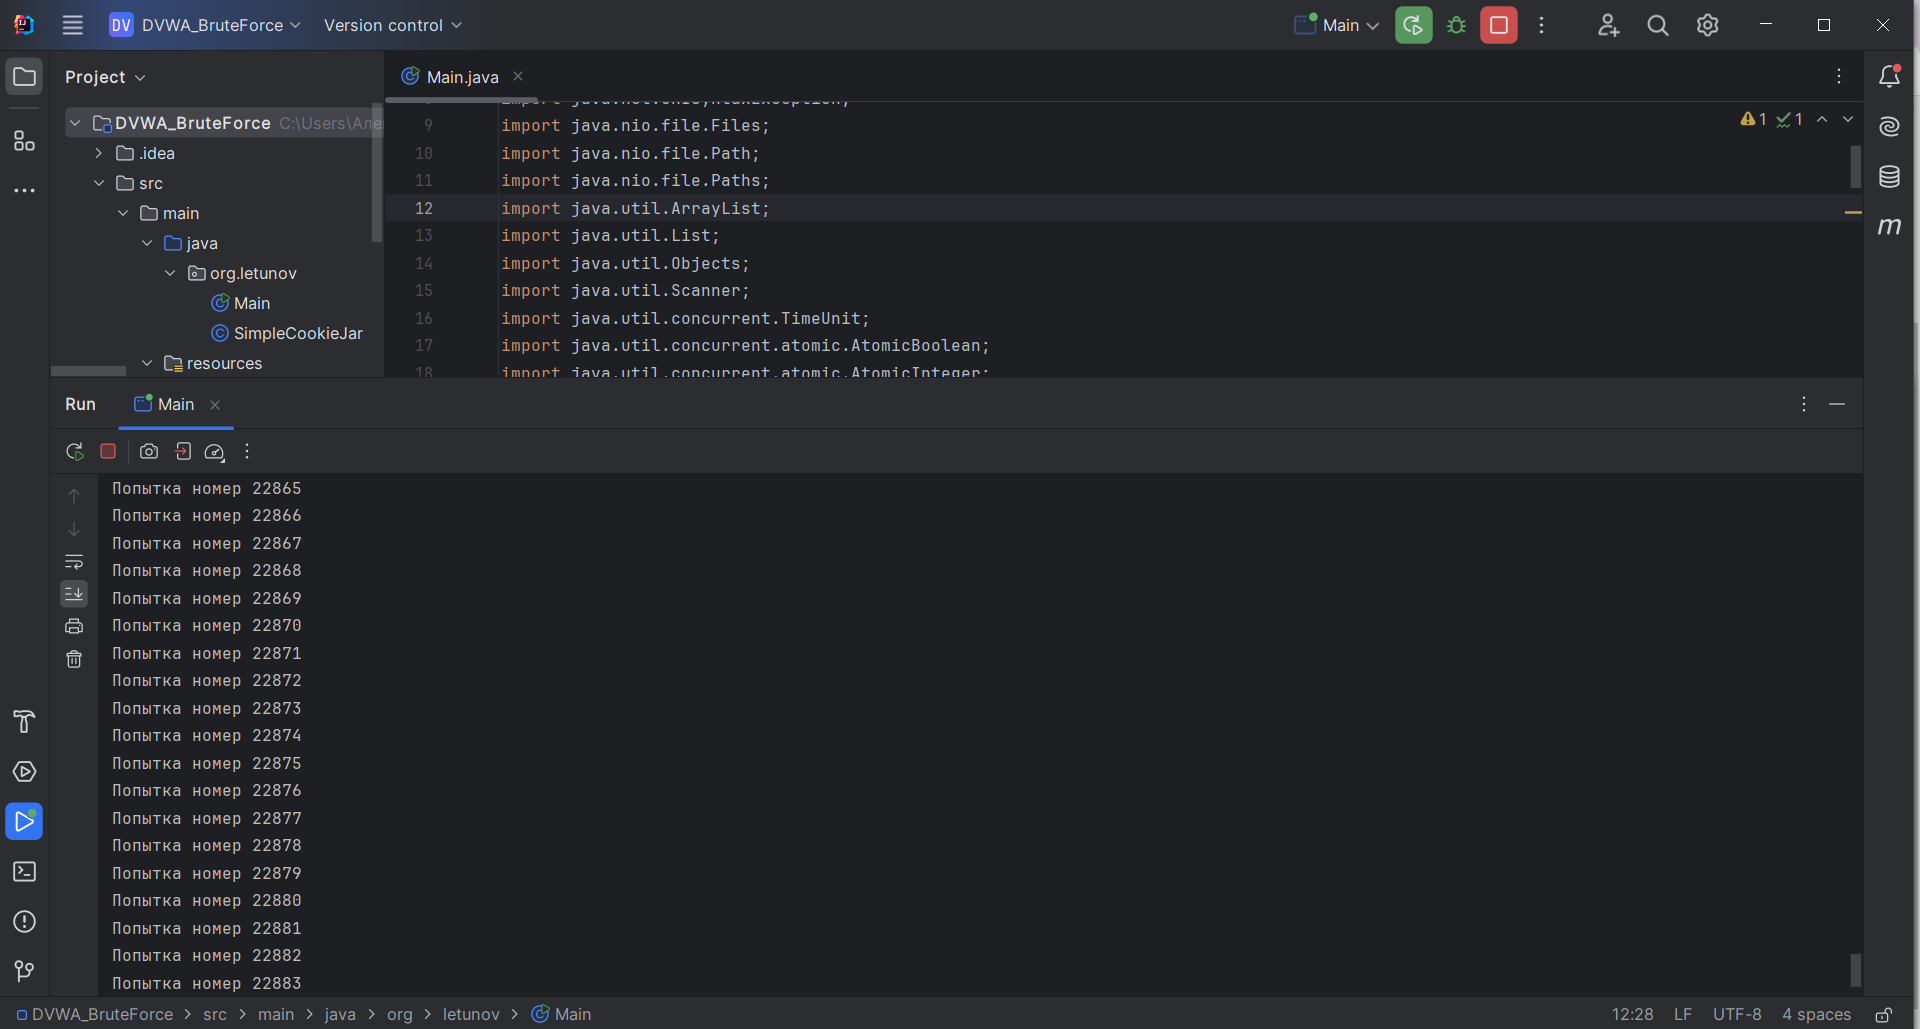 DV DVWA_BruteForce Version control Main
Project
Main.java
DVWA_BruteForce C:\Users\Але
.idea
src
main
java
org.letunov
Main
SimpleCookieJar
resources
9 import java.nio.file.Files;
10 import java.nio.file.Path;
11 import java.nio.file.Paths;
12 import java.util.ArrayList;
13 import java.util.List;
14 import java.util.Objects;
15 import java.util.Scanner;
16 import java.util.concurrent.TimeUnit;
17 import java.util.concurrent.atomic.AtomicBoolean;
18 import java.util.concurrent.atomic.AtomicInteger;
1 1
m
Run Main
Попытка номер 22865
Попытка номер 22866
Попытка номер 22867
Попытка номер 22868
Попытка номер 22869
Попытка номер 22870
Попытка номер 22871
Попытка номер 22872
Попытка номер 22873
Попытка номер 22874
Попытка номер 22875
Попытка номер 22876
Попытка номер 22877
Попытка номер 22878
Попытка номер 22879
Попытка номер 22880
Попытка номер 22881
Попытка номер 22882
Попытка номер 22883
DVWA_BruteForce > src > main > java > org > letunov > Main 12:28 LF UTF-8 4 spaces